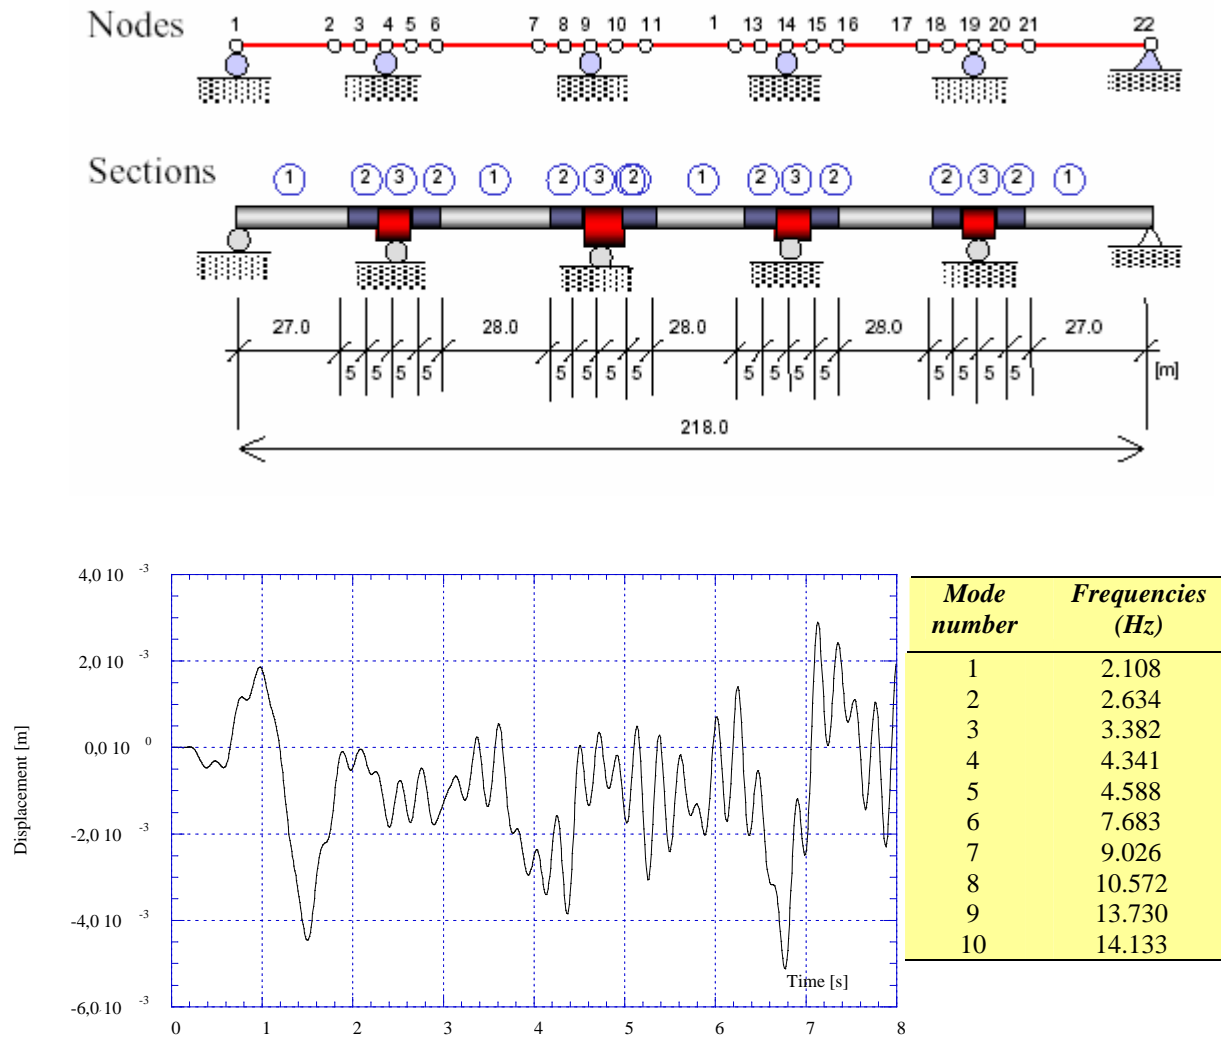 Nodes
1 2 3 4 5 6 7 8 9 10 11 1 13 14 15 16 17 18 19 20 21 22
Sections
1 2 3 2 1 2 3 2 1 2 3 2 2 3 2 1
27.0 28.0 28.0 28.0 27.0
5 5 5 5 5 5 5 5 5 5 5 5 5 5 5 5 [m]
218.0
4,0 10 -3
2,0 10 -3
0,0 10 0
-2,0 10 -3
-4,0 10 -3
-6,0 10 -3
Displacement [m]
Time [s]
0 1 2 3 4 5 6 7 8
Mode number Frequencies (Hz)
1 2.108
2 2.634
3 3.382
4 4.341
5 4.588
6 7.683
7 9.026
8 10.572
9 13.730
10 14.133